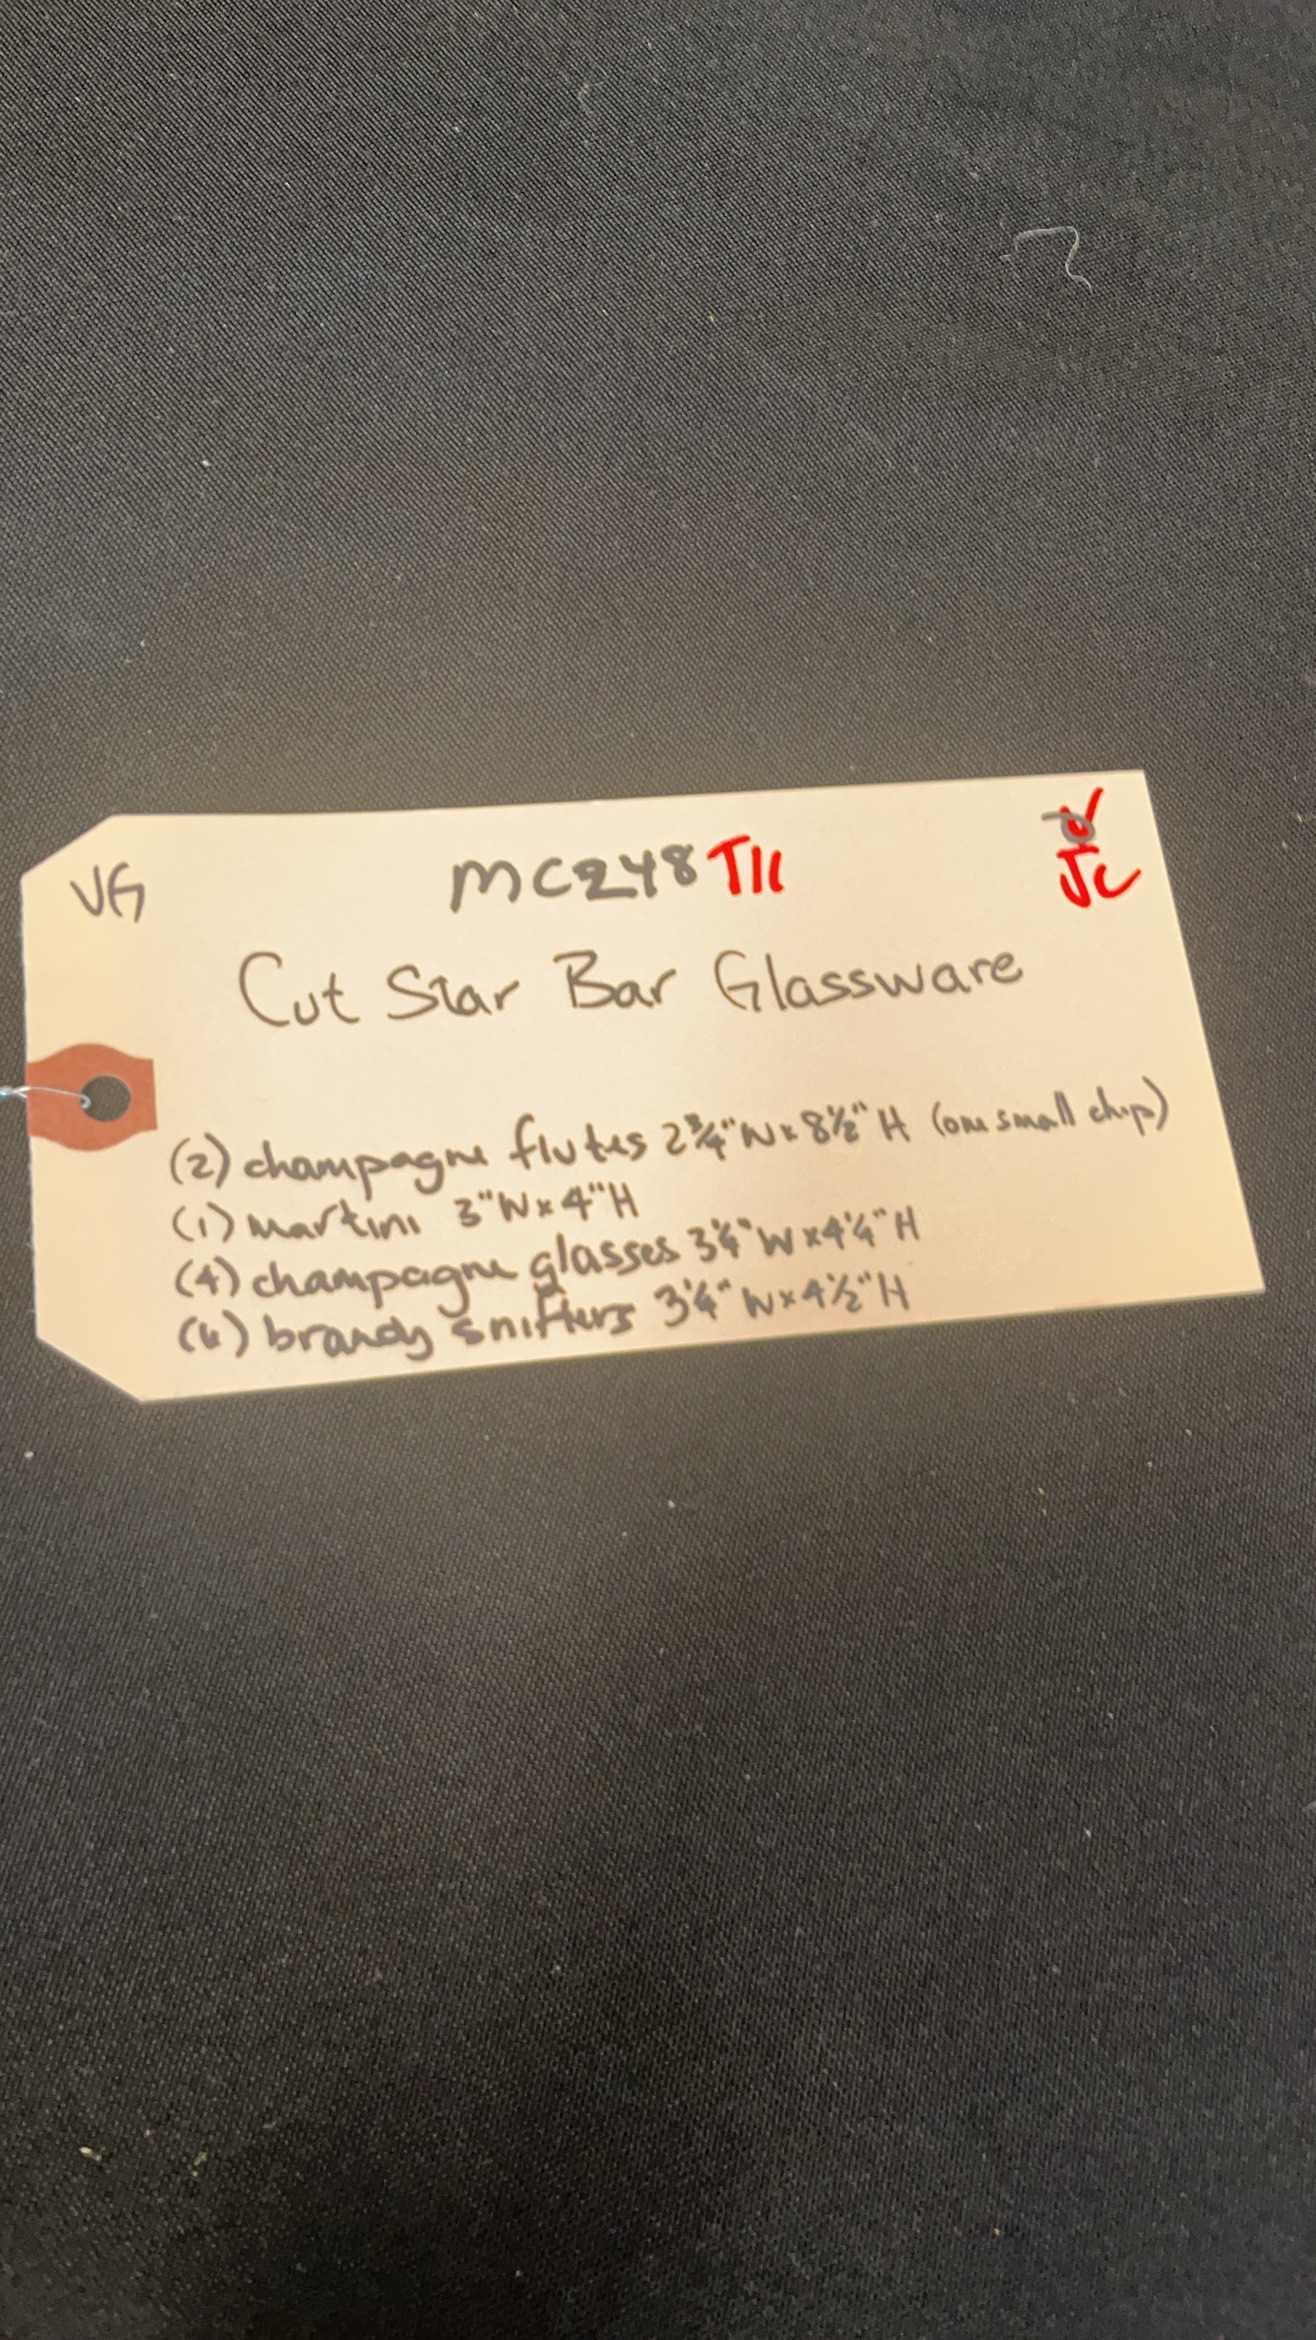 VG MC248 T11 JC
Cut Star Bar Glassware
(2) champagne flutes 2¾"W x 8½"H (one small chip)
(1) martini 3"W x 4"H
(4) champagne glasses 3¼"W x 4¼"H
(6) brandy snifters 3¼"W x 4½"H